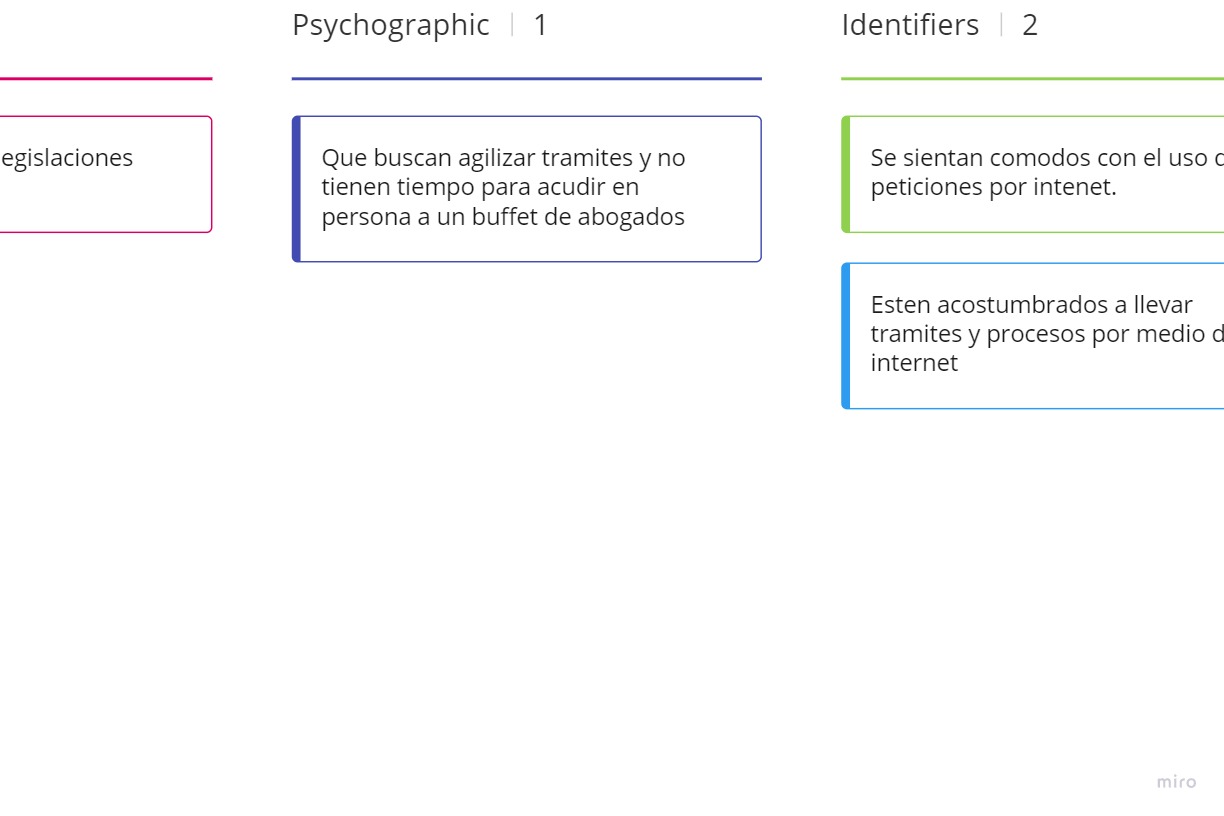 Psychographic | 1
Identifiers | 2
egislaciones
Que buscan agilizar tramites y no
tienen tiempo para acudir en
persona a un buffet de abogados
Se sientan comodos con el uso d
peticiones por intenet.
Esten acostumbrados a llevar
tramites y procesos por medio d
internet
miro